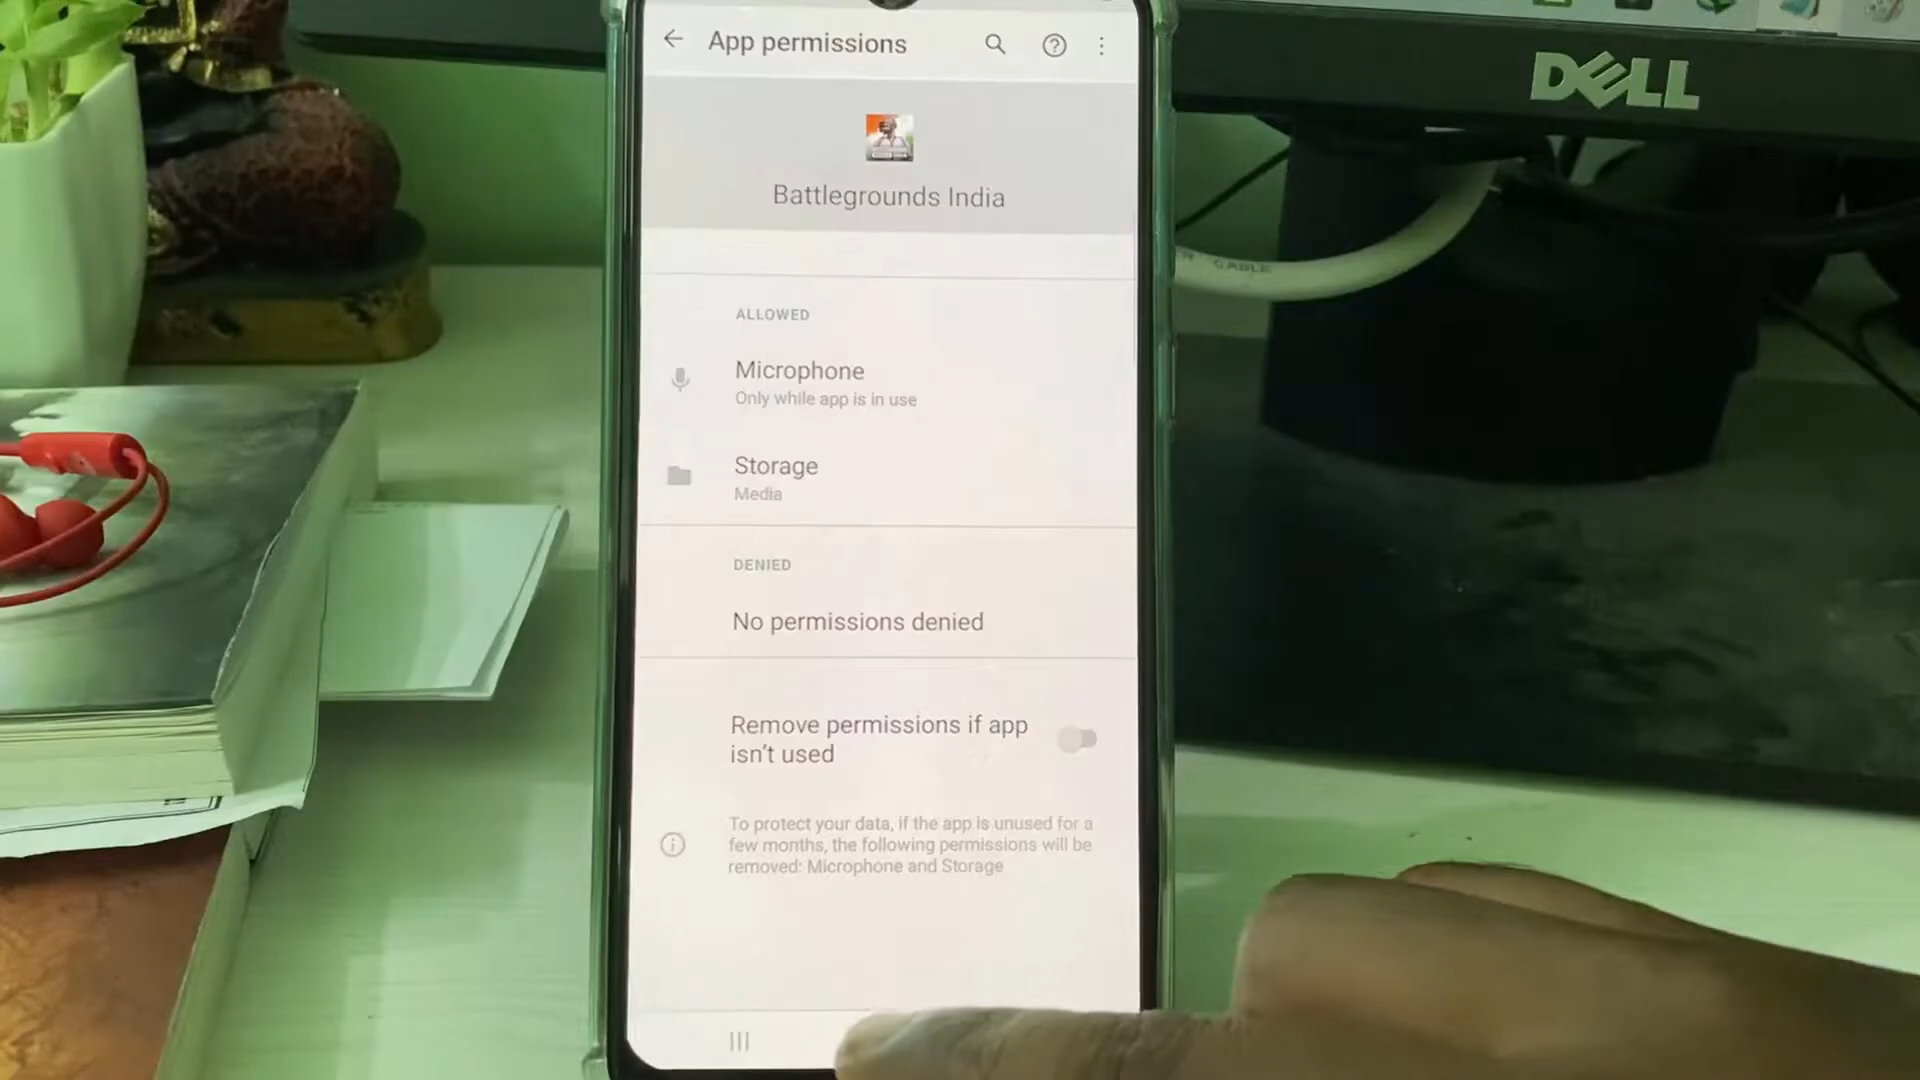 App permissions
DELL
Battlegrounds India
CABLE
ALLOWED
Microphone
Only while app is in use
Storage
Media
DENIED
No permissions denied
Remove permissions if app
isn't used
To protect your data, if the app is unused for a
few months, the following permissions will be
removed: Microphone and Storage